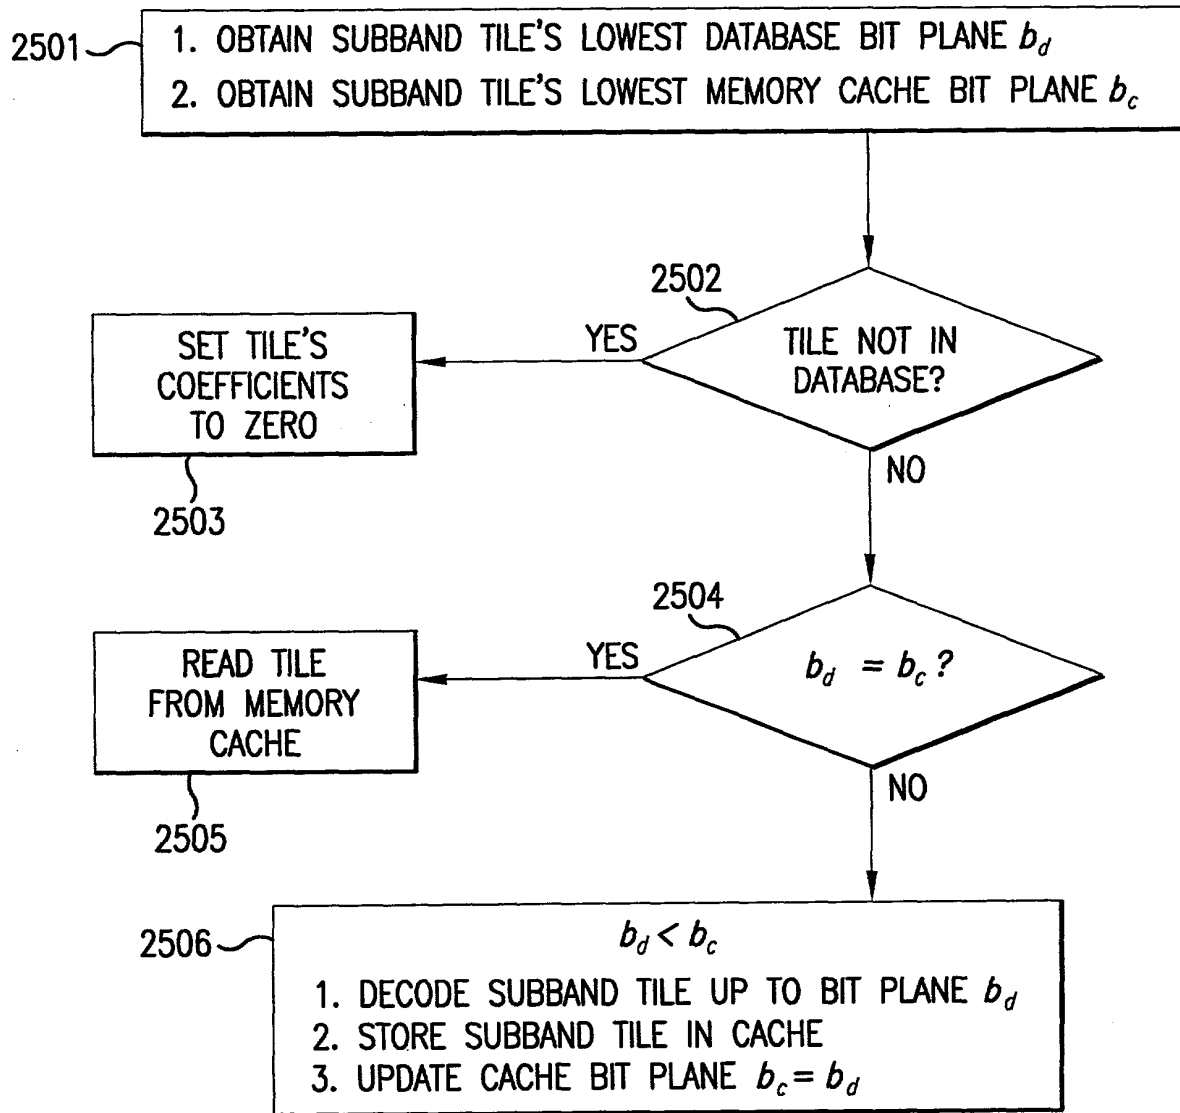 2501
1. OBTAIN SUBBAND TILE'S LOWEST DATABASE BIT PLANE b_d
2. OBTAIN SUBBAND TILE'S LOWEST MEMORY CACHE BIT PLANE b_c
2502
TILE NOT IN
DATABASE?
YES
NO
SET TILE'S
COEFFICIENTS
TO ZERO
2503
2504
b_d = b_c ?
YES
NO
READ TILE
FROM MEMORY
CACHE
2505
2506
b_d < b_c
1. DECODE SUBBAND TILE UP TO BIT PLANE b_d
2. STORE SUBBAND TILE IN CACHE
3. UPDATE CACHE BIT PLANE b_c = b_d